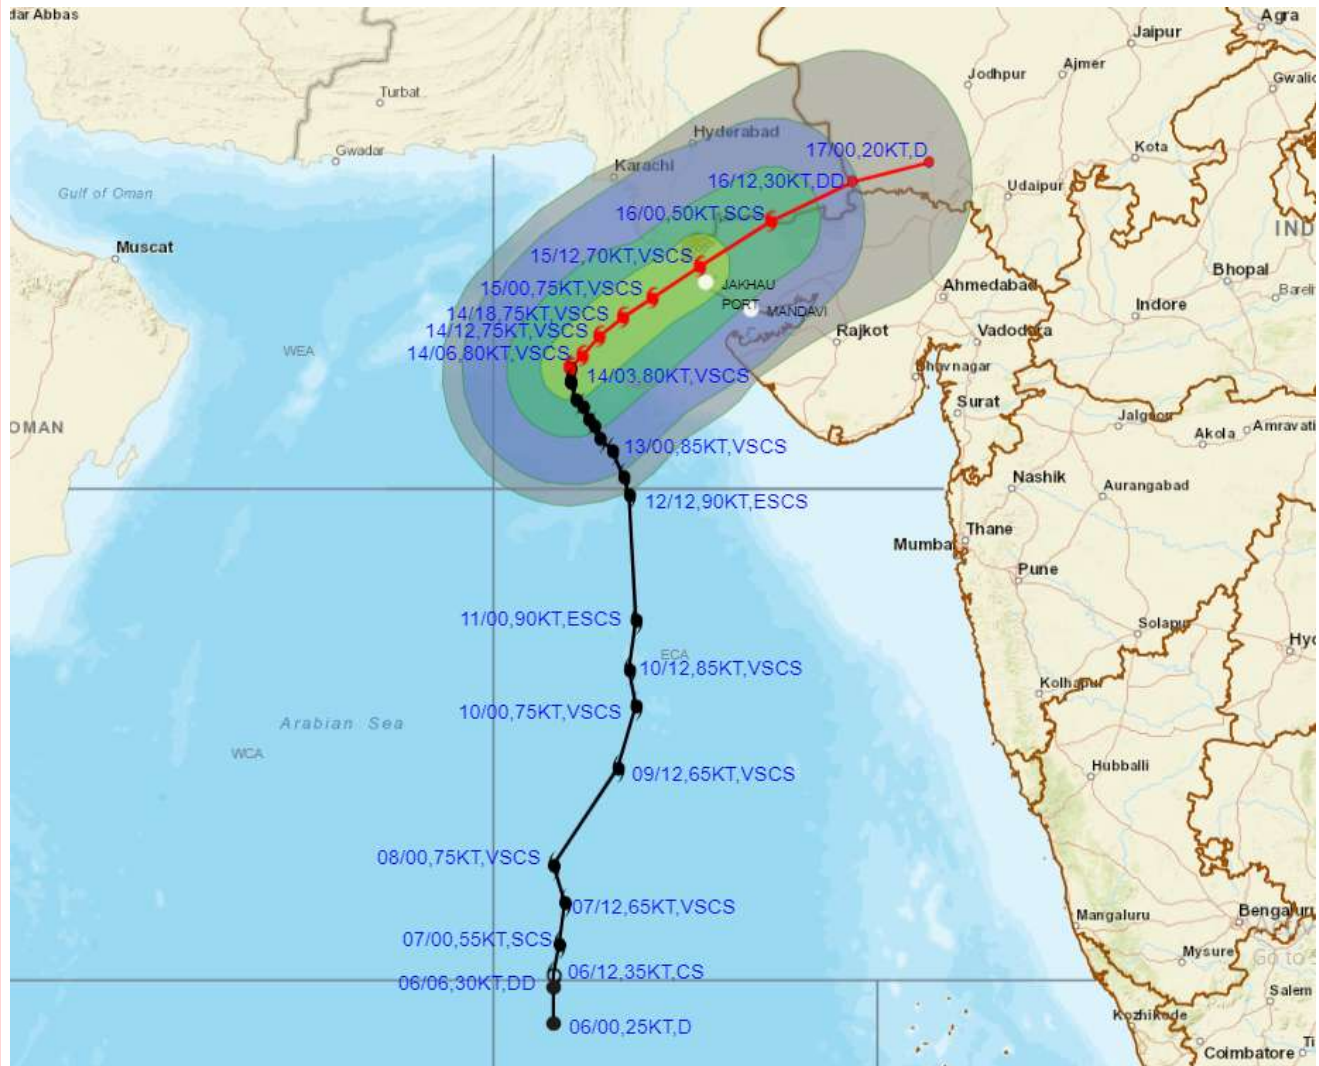 dar Abbas
Agra
Jaipur
Ajmer
Jodhpur
Gwalio
Turbat
Hyderabad
Kota
Gwadar
Karachi
17/00,20KT,D
16/12,30KT,DD
Udaipur
Gulf of Oman
16/00,50KT,SCS
IND
Muscat
15/12,70KT,VSCS
Bhopal
JAKHAU
PORT
Ahmedabad
Bareli
15/00,75KT,VSCS
Indore
14/18,75KT,VSCS
MANDAVI
14/12,75KT,VSCS
Rajkot
Vadodara
WEA
14/06,80KT,VSCS
14/03,80KT,VSCS
Bhavnagar
Surat
Jalgaon
OMAN
Akola
Amravati
13/00,85KT,VSCS
Nashik
Aurangabad
12/12,90KT,ESCS
Thane
Mumba
Pune
11/00,90KT,ESCS
Solapur
Hyd
ECA
10/12,85KT,VSCS
Kolhapur
10/00,75KT,VSCS
Arabian Sea
WCA
Hubballi
09/12,65KT,VSCS
08/00,75KT,VSCS
07/12,65KT,VSCS
Mangaluru
Bengaluru
07/00,55KT,SCS
Mysore
Go to S
06/12,35KT,CS
06/06,30KT,DD
Salem
06/00,25KT,D
Kozhikode
Coimbatore